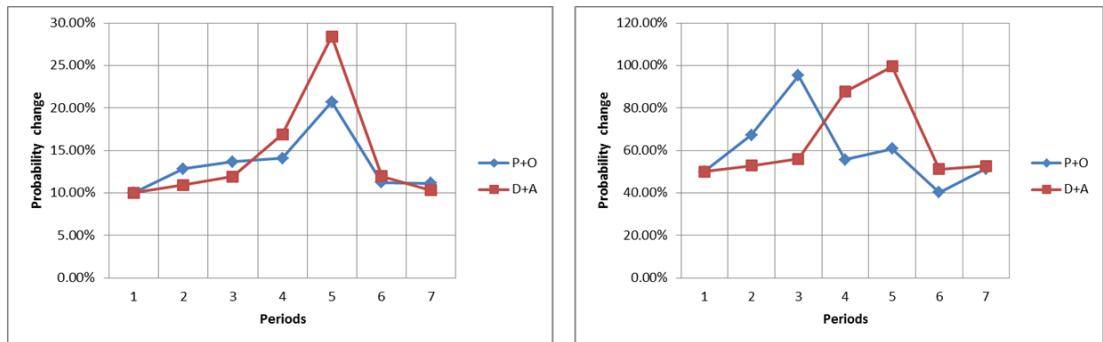 30.00%
25.00%
20.00%
15.00%
10.00%
5.00%
0.00%
Probability change
1 2 3 4 5 6 7
Periods
P+O
D+A
120.00%
100.00%
80.00%
60.00%
40.00%
20.00%
0.00%
Probability change
1 2 3 4 5 6 7
Periods
P+O
D+A